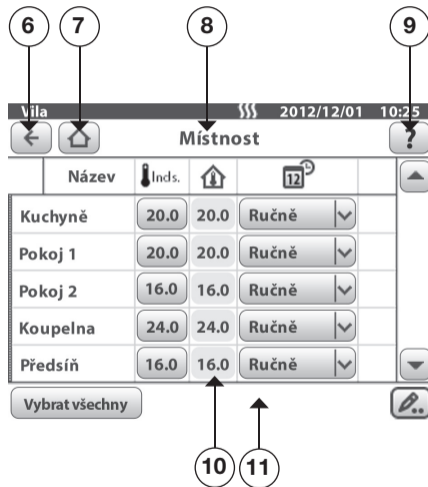 6 7 8 9
Vila 2012/12/01 10:25
Místnost ?
Název Inds. 12
Kuchyně 20.0 20.0 Ručně
Pokoj 1 20.0 20.0 Ručně
Pokoj 2 16.0 16.0 Ručně
Koupelna 24.0 24.0 Ručně
Předsíň 16.0 16.0 Ručně
Vybrat všechny
10 11